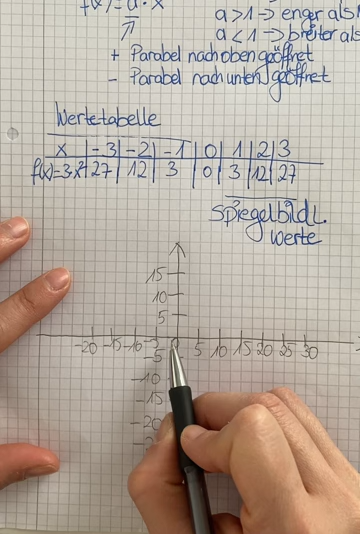 f(x) = a · x
a > 1 -> enger als
a < 1 -> breiter als
+ Parabel nach oben geöffnet
- Parabel nach unten geöffnet
Wertetabelle
x | -3 | -2 | -1 | 0 | 1 | 2 | 3
f(x)=3x² | 27 | 12 | 3 | 0 | 3 | 12 | 27
spiegelbildl.
Werte
15
10
5
-20 -15 -10 -5 0 5 10 15 20 25 30
-5
-10
-15
-20